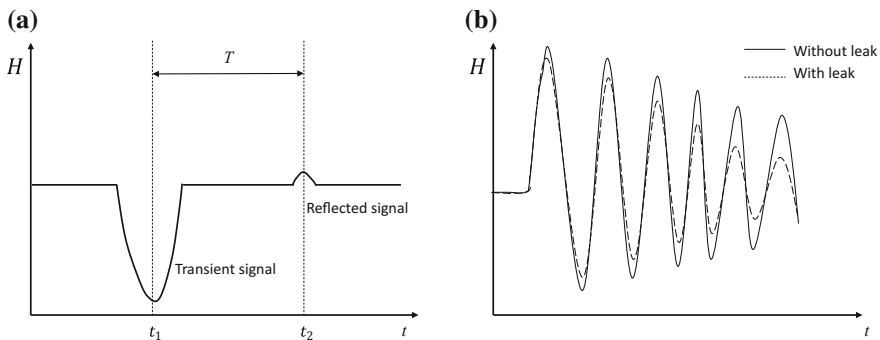 (a)
H
T
Reflected signal
Transient signal
t1
t2
t
(b)
H
Without leak
With leak
t